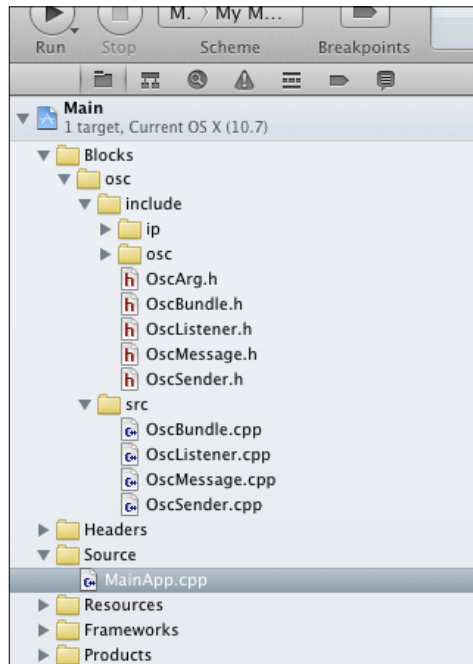 M. 〉My M...
Run Stop Scheme Breakpoints
Main
1 target, Current OS X (10.7)
Blocks
osc
include
ip
osc
h OscArg.h
h OscBundle.h
h OscListener.h
h OscMessage.h
h OscSender.h
src
C++ OscBundle.cpp
C++ OscListener.cpp
C++ OscMessage.cpp
C++ OscSender.cpp
Headers
Source
C++ MainApp.cpp
Resources
Frameworks
Products